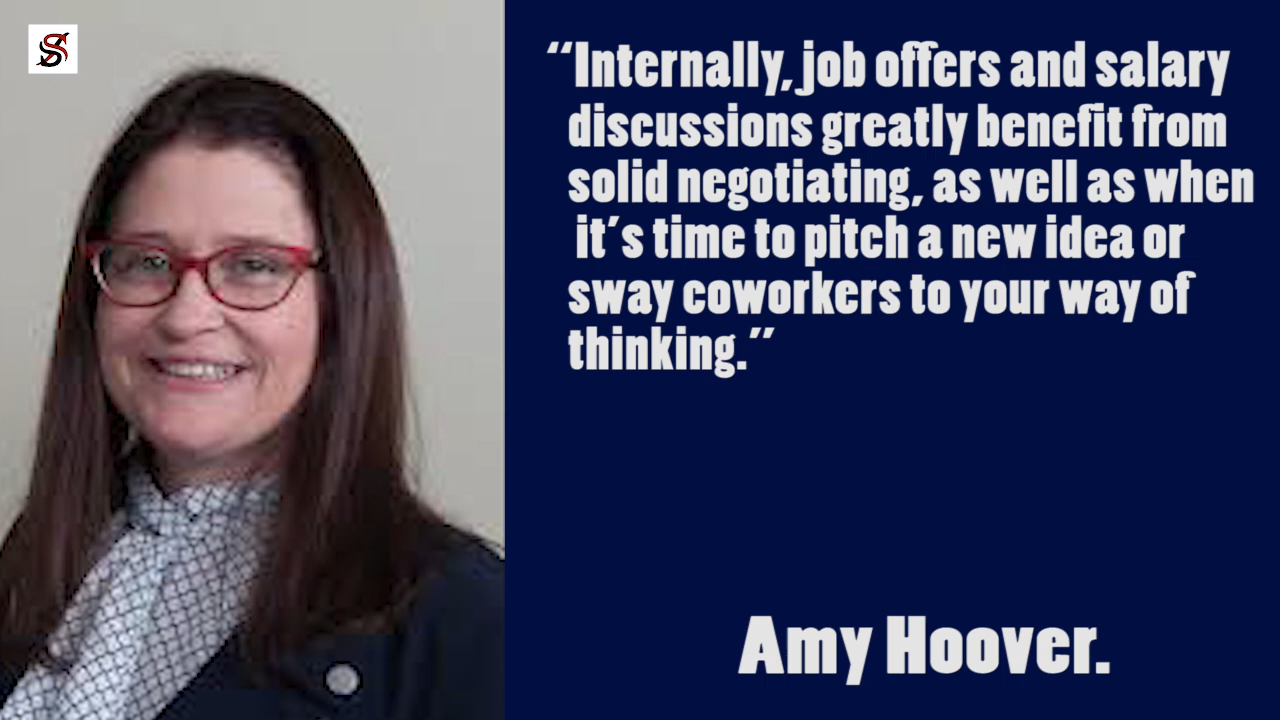 “Internally, job offers and salary
discussions greatly benefit from
solid negotiating, as well as when
it’s time to pitch a new idea or
sway coworkers to your way of
thinking.”
Amy Hoover.